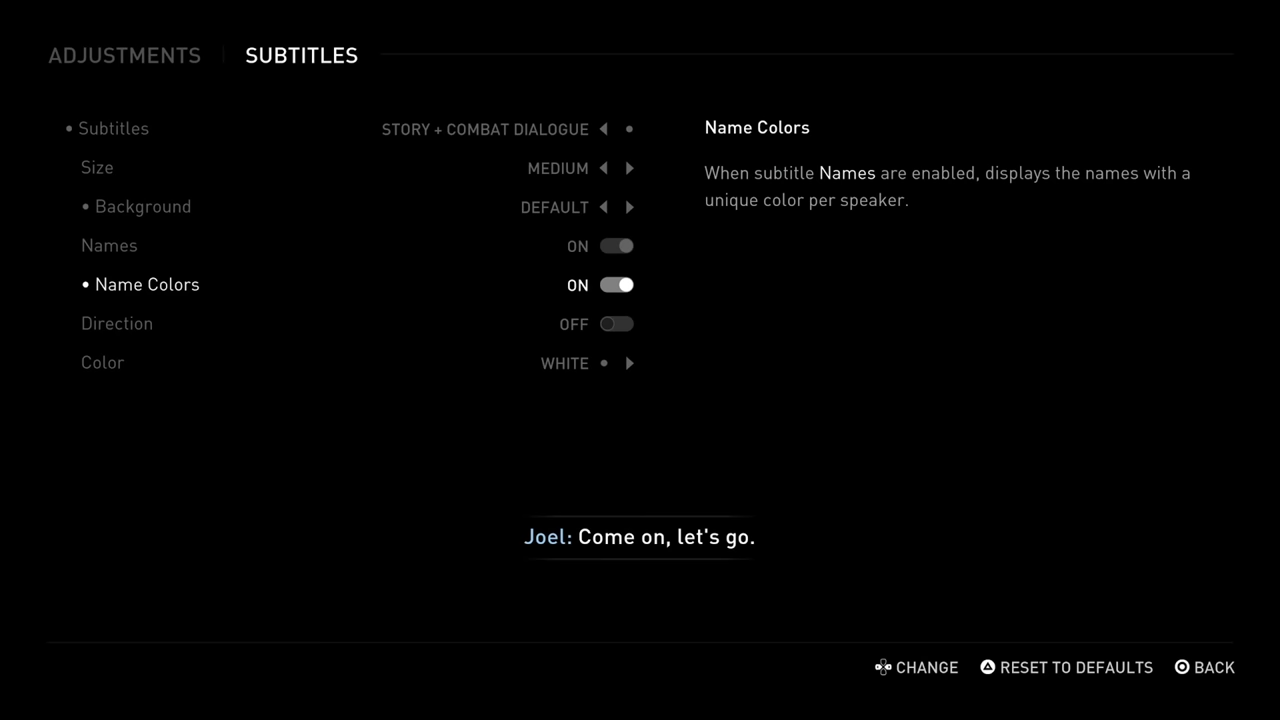 ADJUSTMENTS SUBTITLES
• Subtitles STORY + COMBAT DIALOGUE
Size MEDIUM
• Background DEFAULT
Names ON
• Name Colors ON
Direction OFF
Color WHITE
Name Colors
When subtitle Names are enabled, displays the names with a
unique color per speaker.
Joel: Come on, let's go.
CHANGE RESET TO DEFAULTS BACK